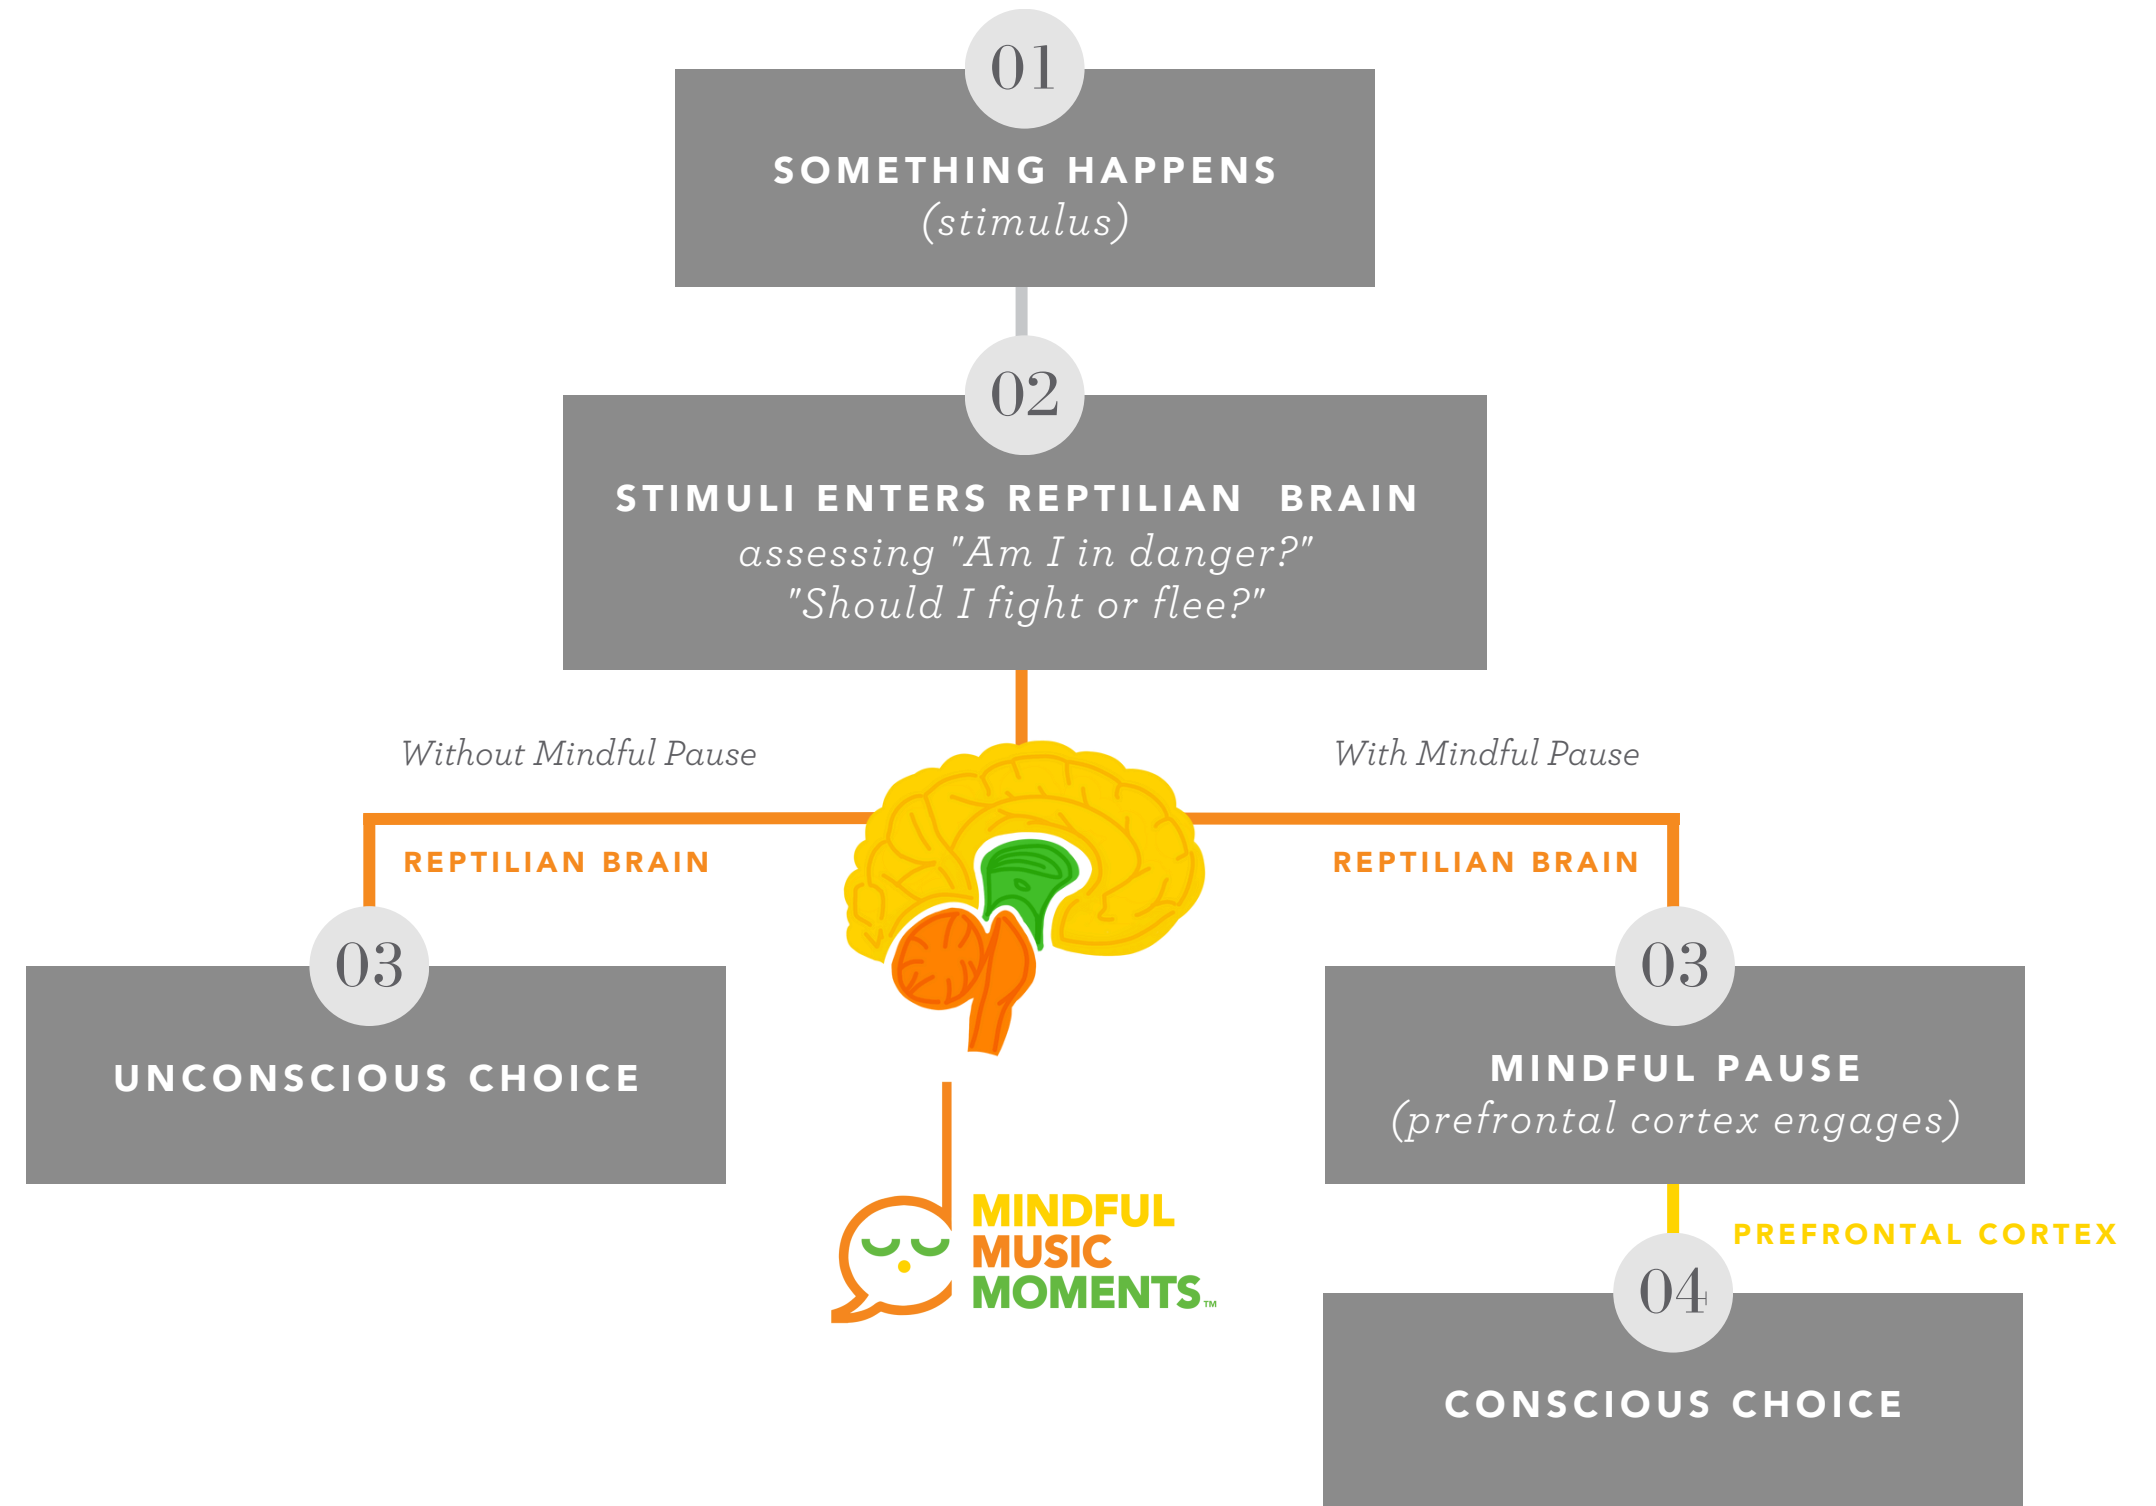 01
SOMETHING HAPPENS
(stimulus)
02
STIMULI ENTERS REPTILIAN BRAIN
assessing "Am I in danger?"
"Should I fight or flee?"
Without Mindful Pause
REPTILIAN BRAIN
03
UNCONSCIOUS CHOICE
With Mindful Pause
REPTILIAN BRAIN
03
MINDFUL PAUSE
(prefrontal cortex engages)
PREFRONTAL CORTEX
04
CONSCIOUS CHOICE
MINDFUL
MUSIC
MOMENTS™